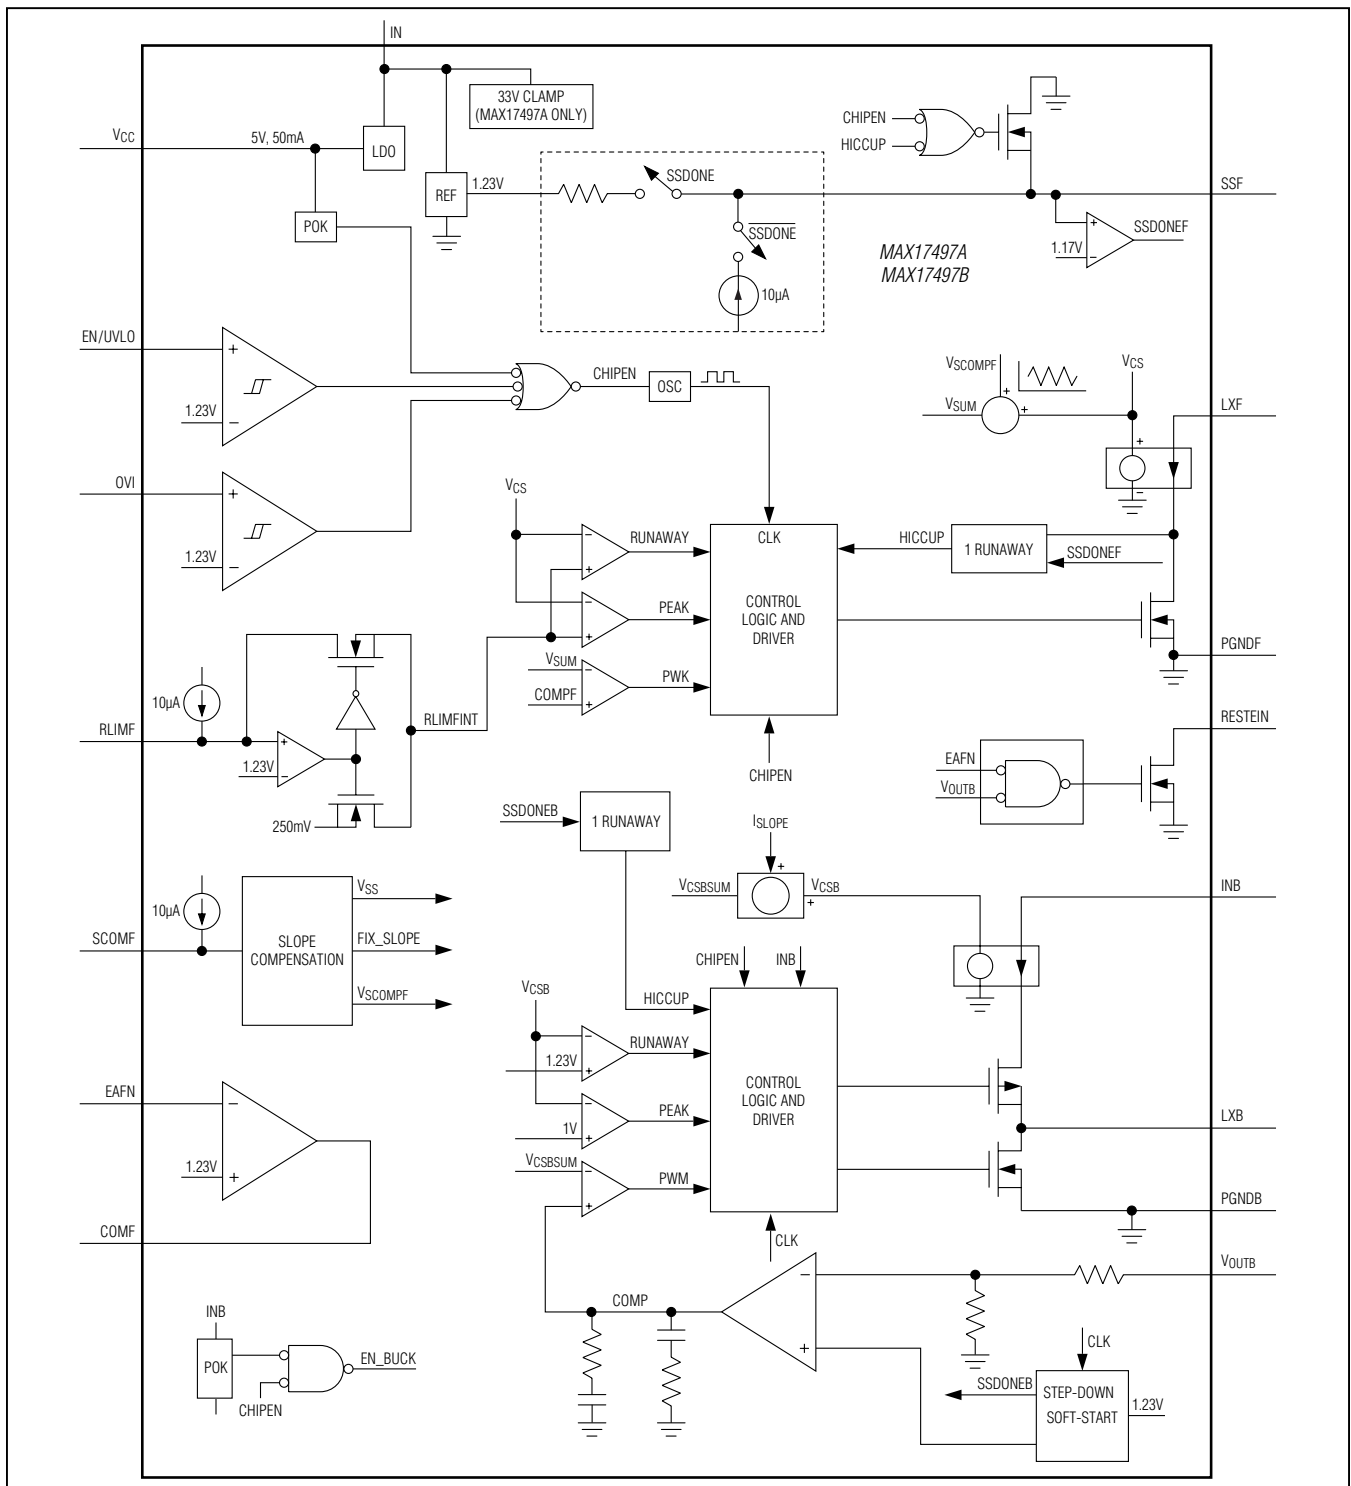 IN
33V CLAMP
(MAX17497A ONLY)
VCC
5V, 50mA
LDO
CHIPEN
HICCUP
REF
1.23V
SSDONE
SSF
POK
SSDONE
MAX17497A
MAX17497B
+
1.17V
−
SSDONEF
10µA
EN/UVLO
+
1.23V
−
CHIPEN
OSC
VSCOMPF
VCS
VSUM
+
+
LXF
+
−
OVI
+
1.23V
−
VCS
−
+
RUNAWAY
CLK
HICCUP
1 RUNAWAY
SSDONEF
−
+
PEAK
CONTROL
LOGIC AND
DRIVER
VSUM
−
COMPF
+
PWK
PGNDF
10µA
RLIMFINT
RLIMF
+
1.23V
−
250mV
CHIPEN
RESTEIN
EAFN
VOUTB
SSDONEB
1 RUNAWAY
ISLOPE
+
VCSBSUM
VCSB
+
INB
10µA
SCOMF
SLOPE
COMPENSATION
VSS
FIX_SLOPE
VSCOMPF
CHIPEN
INB
VCSB
HICCUP
−
1.23V
+
RUNAWAY
CONTROL
LOGIC AND
DRIVER
−
1V
+
PEAK
VCSBSUM
−
+
PWM
EAFN
−
1.23V
+
COMF
LXB
PGNDB
CLK
VOUTB
−
COMP
+
INB
POK
EN_BUCK
CHIPEN
CLK
SSDONEB
STEP-DOWN
SOFT-START
1.23V